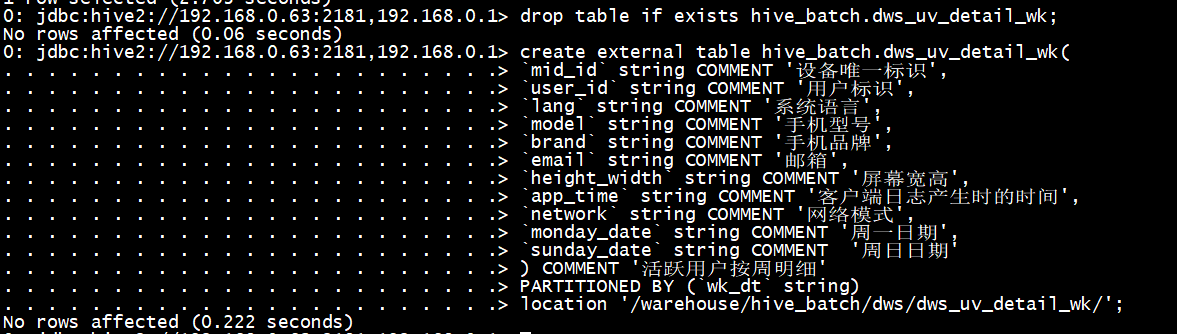 0: jdbc:hive2://192.168.0.63:2181,192.168.0.1> drop table if exists hive_batch.dws_uv_detail_wk;
No rows affected (0.06 seconds)
0: jdbc:hive2://192.168.0.63:2181,192.168.0.1> create external table hive_batch.dws_uv_detail_wk(
. . . . . . . . . . . . . . . . . . . . . . .> `mid_id` string COMMENT '设备唯一标识',
. . . . . . . . . . . . . . . . . . . . . . .> `user_id` string COMMENT '用户标识',
. . . . . . . . . . . . . . . . . . . . . . .> `lang` string COMMENT '系统语言',
. . . . . . . . . . . . . . . . . . . . . . .> `model` string COMMENT '手机型号',
. . . . . . . . . . . . . . . . . . . . . . .> `brand` string COMMENT '手机品牌',
. . . . . . . . . . . . . . . . . . . . . . .> `email` string COMMENT '邮箱',
. . . . . . . . . . . . . . . . . . . . . . .> `height_width` string COMMENT '屏幕宽高',
. . . . . . . . . . . . . . . . . . . . . . .> `app_time` string COMMENT '客户端日志产生时的时间',
. . . . . . . . . . . . . . . . . . . . . . .> `network` string COMMENT '网络模式',
. . . . . . . . . . . . . . . . . . . . . . .> `monday_date` string COMMENT '周一日期',
. . . . . . . . . . . . . . . . . . . . . . .> `sunday_date` string COMMENT  '周日日期'
. . . . . . . . . . . . . . . . . . . . . . .> ) COMMENT '活跃用户按周明细'
. . . . . . . . . . . . . . . . . . . . . . .> PARTITIONED BY (`wk_dt` string)
. . . . . . . . . . . . . . . . . . . . . . .> location '/warehouse/hive_batch/dws/dws_uv_detail_wk/';
No rows affected (0.222 seconds)